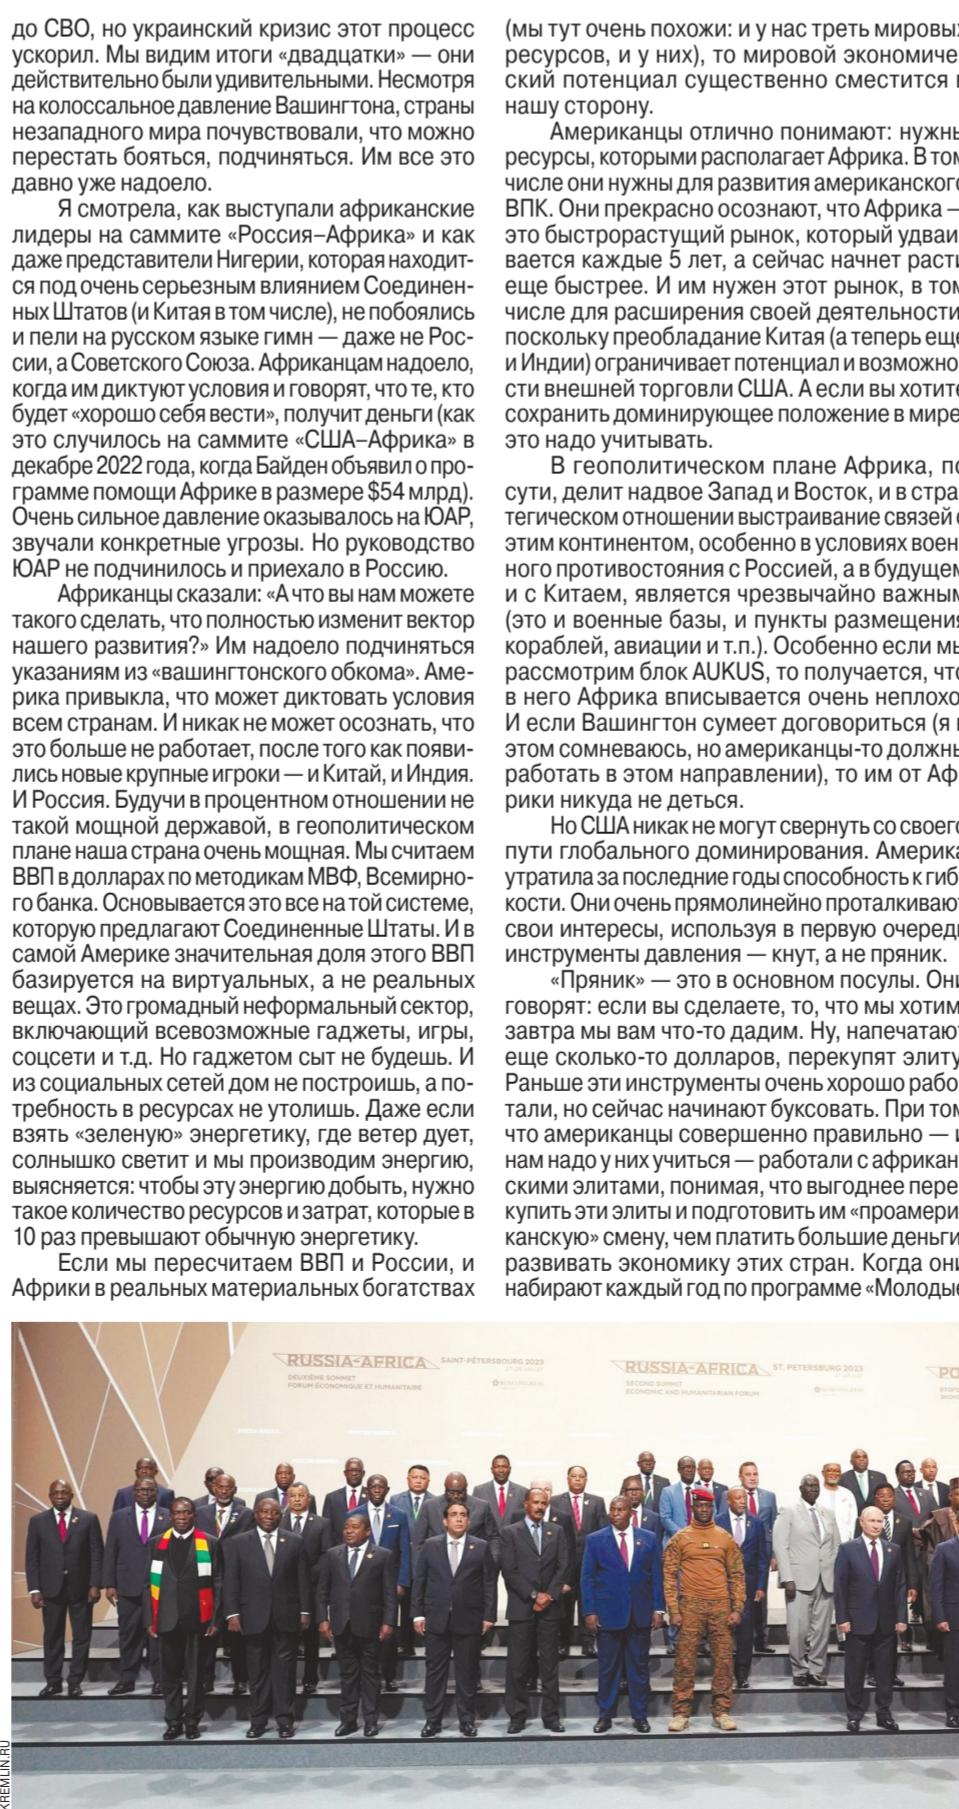 до СВО, но украинский кризис этот процесс
ускорил. Мы видим итоги «двадцатки» — они
действительно были удивительными. Несмотря
на колоссальное давление Вашингтона, страны
незападного мира почувствовали, что можно
перестать бояться, подчиняться. Им все это
давно уже надоело.
Я смотрела, как выступали африканские
лидеры на саммите «Россия–Африка» и как
даже представители Нигерии, которая находит-
ся под очень серьезным влиянием Соединен-
ных Штатов (и Китая в том числе), не побоялись
и пели на русском языке гимн — даже не Рос-
сии, а Советского Союза. Африканцам надоело,
когда им диктуют условия и говорят, что те, кто
будет «хорошо себя вести», получит деньги (как
это случилось на саммите «США–Африка» в
декабре 2022 года, когда Байден объявил о про-
грамме помощи Африке в размере $54 млрд).
Очень сильное давление оказывалось на ЮАР,
звучали конкретные угрозы. Но руководство
ЮАР не подчинилось и приехало в Россию.
Африканцы сказали: «А что вы нам можете
такого сделать, что полностью изменит вектор
нашего развития?» Им надоело подчиняться
указаниям из «вашингтонского обкома». Аме-
рика привыкла, что может диктовать условия
всем странам. И никак не может осознать, что
это больше не работает, после того как появи-
лись новые крупные игроки — и Китай, и Индия.
И Россия. Будучи в процентном отношении не
такой мощной державой, в геополитическом
плане наша страна очень мощная. Мы считаем
ВВП в долларах по методикам МВФ, Всемирно-
го банка. Основывается это все на той системе,
которую предлагают Соединенные Штаты. И в
самой Америке значительная доля этого ВВП
базируется на виртуальных, а не реальных
вещах. Это громадный неформальный сектор,
включающий всевозможные гаджеты, игры,
соцсети и т.д. Но гаджетом сыт не будешь. И
из социальных сетей дом не построишь, а по-
требность в ресурсах не утолишь. Даже если
взять «зеленую» энергетику, где ветер дует,
солнышко светит и мы производим энергию,
выясняется: чтобы эту энергию добыть, нужно
такое количество ресурсов и затрат, которые в
10 раз превышают обычную энергетику.
Если мы пересчитаем ВВП и России, и
Африки в реальных материальных богатствах
(мы тут очень похожи: и у нас треть мировых
ресурсов, и у них), то мировой экономиче-
ский потенциал существенно сместится в
нашу сторону.
Американцы отлично понимают: нужны
ресурсы, которыми располагает Африка. В том
числе они нужны для развития американского
ВПК. Они прекрасно осознают, что Африка —
это быстрорастущий рынок, который удваи-
вается каждые 5 лет, а сейчас начнет расти
еще быстрее. И им нужен этот рынок, в том
числе для расширения своей деятельности,
поскольку преобладание Китая (а теперь еще
и Индии) ограничивает потенциал и возможно-
сти внешней торговли США. А если вы хотите
сохранить доминирующее положение в мире,
это надо учитывать.
В геополитическом плане Африка, по
сути, делит надвое Запад и Восток, и в стра-
тегическом отношении выстраивание связей с
этим континентом, особенно в условиях воен-
ного противостояния с Россией, а в будущем
и с Китаем, является чрезвычайно важным
(это и военные базы, и пункты размещения
кораблей, авиации и т.п.). Особенно если мы
рассмотрим блок AUKUS, то получается, что
в него Африка вписывается очень неплохо.
И если Вашингтон сумеет договориться (я в
этом сомневаюсь, но американцы-то должны
работать в этом направлении), то им от Аф-
рики никуда не деться.
Но США никак не могут свернуть со своего
пути глобального доминирования. Америка
утратила за последние годы способность к гиб-
кости. Они очень прямолинейно проталкивают
свои интересы, используя в первую очередь
инструменты давления — кнут, а не пряник.
«Пряник» — это в основном посулы. Они
говорят: если вы сделаете, то, что мы хотим,
завтра мы вам что-то дадим. Ну, напечатают
еще сколько-то долларов, перекупят элиту.
Раньше эти инструменты очень хорошо рабо-
тали, но сейчас начинают буксовать. При том
что американцы совершенно правильно — и
нам надо у них учиться — работали с африкан-
скими элитами, понимая, что выгоднее пере-
купить эти элиты и подготовить им «проамери-
канскую» смену, чем платить большие деньги,
развивать экономику этих стран. Когда они
набирают каждый год по программе «Молодые
RUSSIA-AFRICA SAINT-PÉTERSBOURG 2023
DEUXIÈME SOMMET
FORUM ÉCONOMIQUE ET HUMANITAIRE
RUSSIA-AFRICA ST. PETERSBURG 2023
SECOND SUMMIT
ECONOMIC AND HUMANITARIAN FORUM
KREMLIN.RU